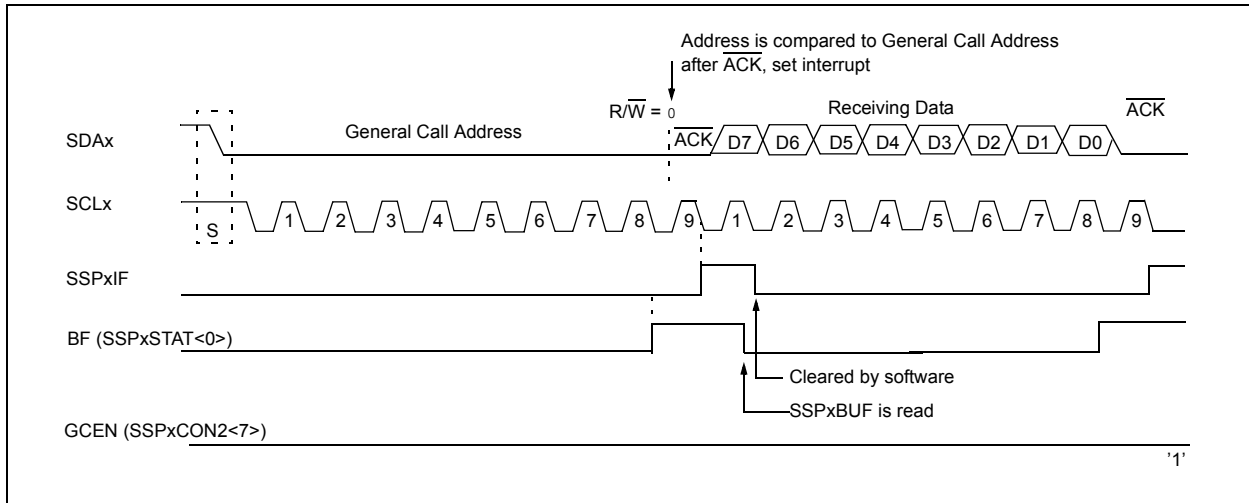 Address is compared to General Call Address
after ACK, set interrupt
R/W = 0
Receiving Data
ACK
SDAx
General Call Address
ACK
D7 D6 D5 D4 D3 D2 D1 D0
SCLx
S
1 2 3 4 5 6 7 8 9 1 2 3 4 5 6 7 8 9
SSPxIF
BF (SSPxSTAT<0>)
Cleared by software
SSPxBUF is read
GCEN (SSPxCON2<7>)
'1'